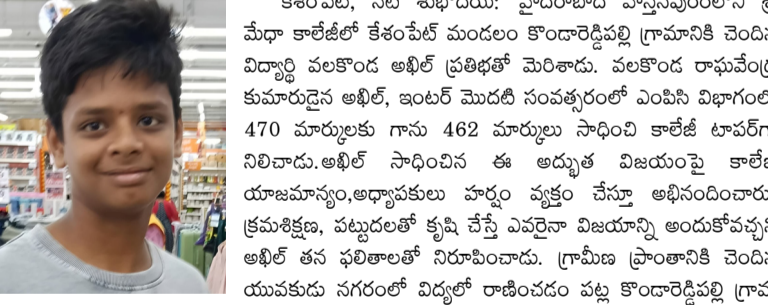 కేశంపేట, నేటి శుభోదయం: హైదరాబాద్
మేధా కాలేజీలో కేశంపేట్ మండలం కొండారెడ్డిపల్లి గ్రామానికి చెందిన
విద్యార్థి వలకొండ అఖిల్ ప్రతిభతో మెరిశాడు. వలకొండ రాఘవేంద్ర
కుమారుడైన అఖిల్, ఇంటర్ మొదటి సంవత్సరంలో ఎంపిసి విభాగంలో
470 మార్కులకు గాను 462 మార్కులు సాధించి కాలేజీ టాపర్‌గా
నిలిచాడు.అఖిల్ సాధించిన ఈ అద్భుత విజయంపై కాలేజీ
యాజమాన్యం,అధ్యాపకులు హర్షం వ్యక్తం చేస్తూ అభినందించారు
క్రమశిక్షణ, పట్టుదలతో కృషి చేస్తే ఎవరైనా విజయాన్ని అందుకోవచ్చని
అఖిల్ తన ఫలితాలతో నిరూపించాడు. గ్రామీణ ప్రాంతానికి చెందిన
యువకుడు నగరంలో విద్యలో రాణించడం పట్ల కొండారెడ్డిపల్లి గ్రామ